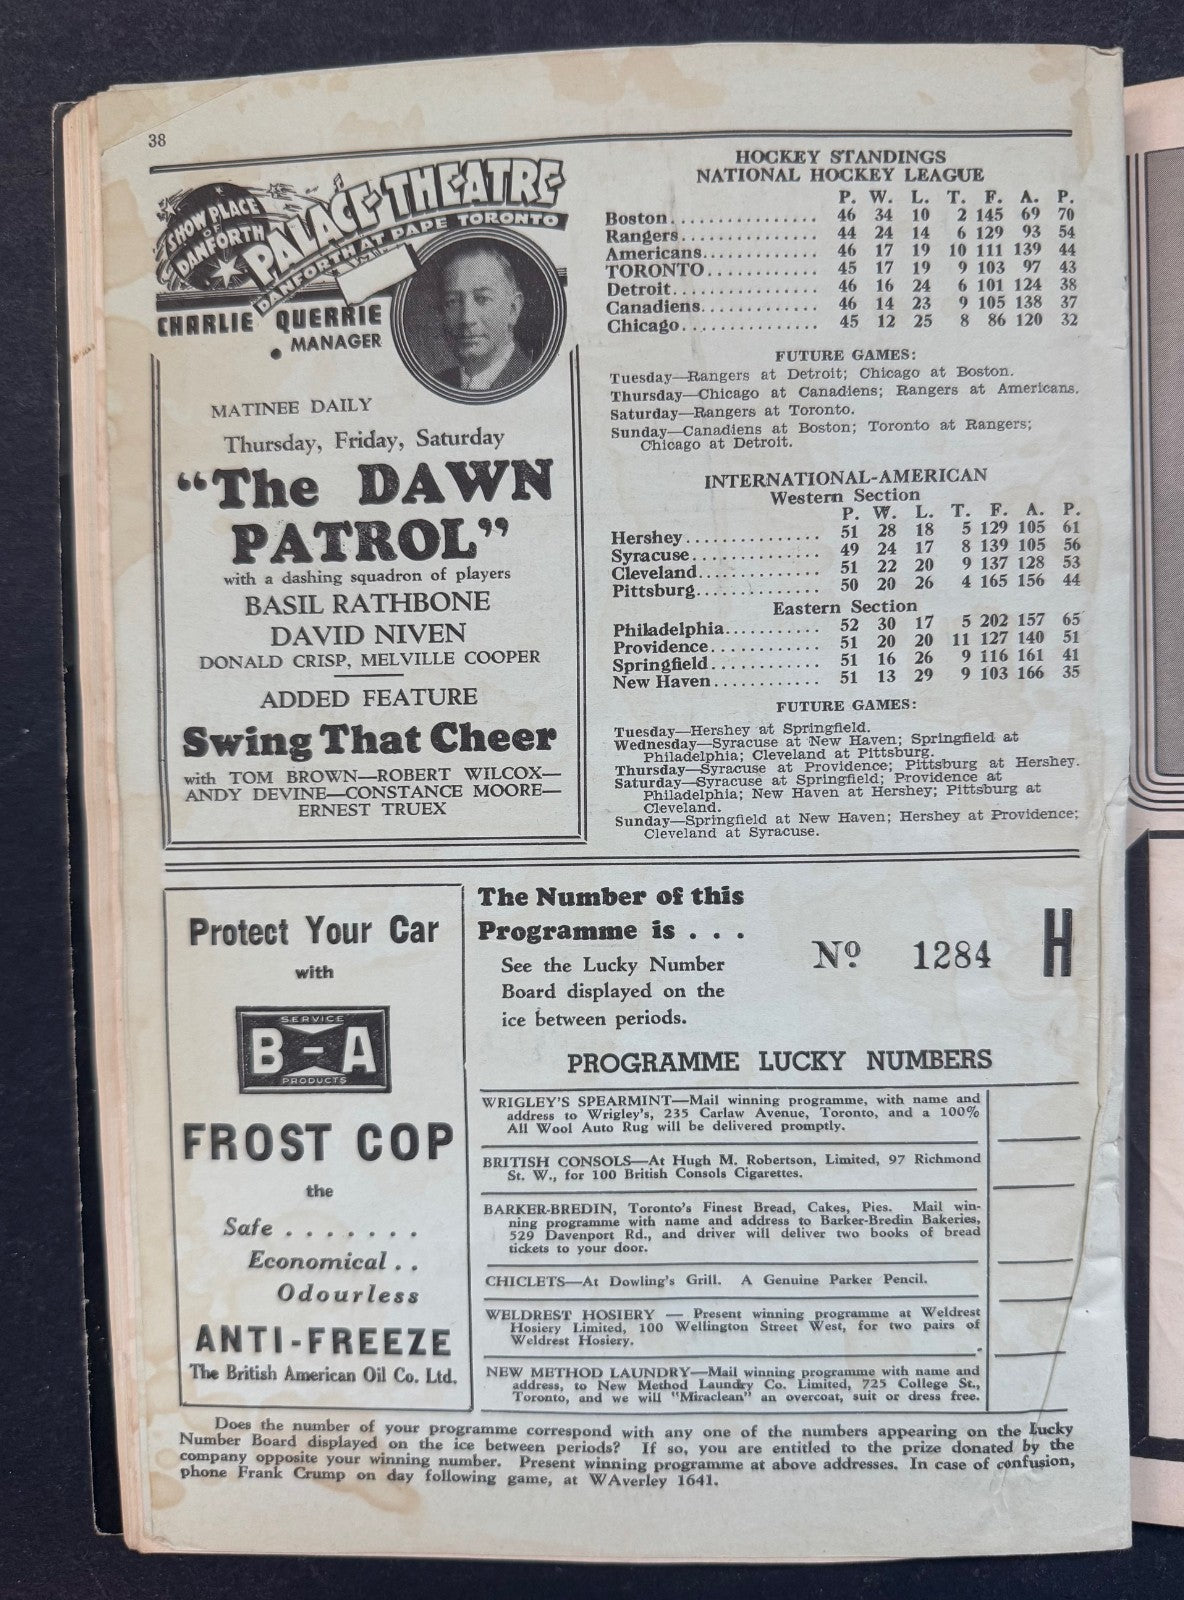 38
SHOW PLACE
OF
DANFORTH
PALACE THEATRE
DANFORTH AT PAPE TORONTO
CHARLIE QUERRIE
MANAGER
MATINEE DAILY
Thursday, Friday, Saturday
"The DAWN
PATROL"
with a dashing squadron of players
BASIL RATHBONE
DAVID NIVEN
DONALD CRISP, MELVILLE COOPER
ADDED FEATURE
Swing That Cheer
with TOM BROWN—ROBERT WILCOX—
ANDY DEVINE—CONSTANCE MOORE—
ERNEST TRUEX
HOCKEY STANDINGS
NATIONAL HOCKEY LEAGUE
P. W. L. T. F. A. P.
Boston............... 46 34 10 2 145 69 70
Rangers............... 44 24 14 6 129 93 54
Americans............... 46 17 19 10 111 139 44
TORONTO............ 45 17 19 9 103 97 43
Detroit............... 46 16 24 6 101 124 38
Canadiens............... 46 14 23 9 105 138 37
Chicago............... 45 12 25 8 86 120 32
FUTURE GAMES:
Tuesday—Rangers at Detroit; Chicago at Boston.
Thursday—Chicago at Canadiens; Rangers at Americans.
Saturday—Rangers at Toronto.
Sunday—Canadiens at Boston; Toronto at Rangers;
Chicago at Detroit.
INTERNATIONAL-AMERICAN
Western Section
P. W. L. T. F. A. P.
Hershey............... 51 28 18 5 129 105 61
Syracuse............... 49 24 17 8 139 105 56
Cleveland............... 51 22 20 9 137 128 53
Pittsburg............... 50 20 26 4 165 156 44
Eastern Section
Philadelphia........... 52 30 17 5 202 157 65
Providence............ 51 20 20 11 127 140 51
Springfield............ 51 16 26 9 116 161 41
New Haven............ 51 13 29 9 103 166 35
FUTURE GAMES:
Tuesday—Hershey at Springfield.
Wednesday—Syracuse at New Haven; Springfield at
Philadelphia; Cleveland at Pittsburg.
Thursday—Syracuse at Providence; Pittsburg at Hershey.
Saturday—Syracuse at Springfield; Providence at
Philadelphia; New Haven at Hershey; Pittsburg at
Cleveland.
Sunday—Springfield at New Haven; Hershey at Providence;
Cleveland at Syracuse.
Protect Your Car
with
SERVICE
B-A
PRODUCTS
FROST COP
the
Safe . . . . . . .
Economical . .
Odourless
ANTI-FREEZE
The British American Oil Co. Ltd.
The Number of this
Programme is . . .
See the Lucky Number
Board displayed on the
ice between periods.
Nº 1284 H
PROGRAMME LUCKY NUMBERS
WRIGLEY'S SPEARMINT—Mail winning programme, with name and
address to Wrigley's, 235 Carlaw Avenue, Toronto, and a 100%
All Wool Auto Rug will be delivered promptly.
BRITISH CONSOLS—At Hugh M. Robertson, Limited, 97 Richmond
St. W., for 100 British Consols Cigarettes.
BARKER-BREDIN, Toronto's Finest Bread, Cakes, Pies. Mail win-
ning programme with name and address to Barker-Bredin Bakeries,
529 Davenport Rd., and driver will deliver two books of bread
tickets to your door.
CHICLETS—At Dowling's Grill. A Genuine Parker Pencil.
WELDREST HOSIERY — Present winning programme at Weldrest
Hosiery Limited, 100 Wellington Street West, for two pairs of
Weldrest Hosiery.
NEW METHOD LAUNDRY—Mail winning programme with name and
address, to New Method Laundry Co. Limited, 725 College St.,
Toronto, and we will "Miraclean" an overcoat, suit or dress free.
Does the number of your programme correspond with any one of the numbers appearing on the Lucky
Number Board displayed on the ice between periods? If so, you are entitled to the prize donated by the
company opposite your winning number. Present winning programme at above addresses. In case of confusion,
phone Frank Crump on day following game, at WAverley 1641.